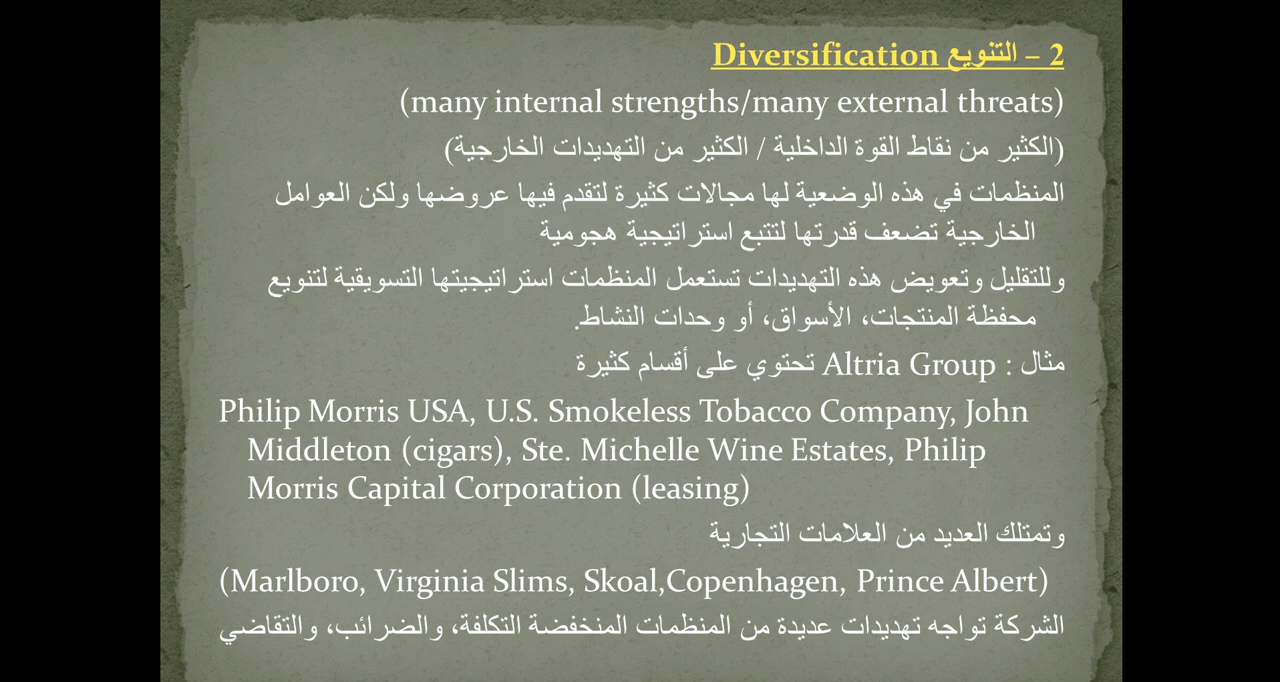 2 – التنويع Diversification
(many internal strengths/many external threats)
(الكثير من نقاط القوة الداخلية / الكثير من التهديدات الخارجية)
المنظمات في هذه الوضعية لها مجالات كثيرة لتقدم فيها عروضها ولكن العوامل
الخارجية تضعف قدرتها لتتبع استراتيجية هجومية
وللتقليل وتعويض هذه التهديدات تستعمل المنظمات استراتيجيتها التسويقية لتنويع
محفظة المنتجات، الأسواق، أو وحدات النشاط.
مثال : Altria Group تحتوي على أقسام كثيرة
Philip Morris USA, U.S. Smokeless Tobacco Company, John
Middleton (cigars), Ste. Michelle Wine Estates, Philip
Morris Capital Corporation (leasing)
وتمتلك العديد من العلامات التجارية
(Marlboro, Virginia Slims, Skoal,Copenhagen, Prince Albert)
الشركة تواجه تهديدات عديدة من المنظمات المنخفضة التكلفة، والضرائب، والتقاضي